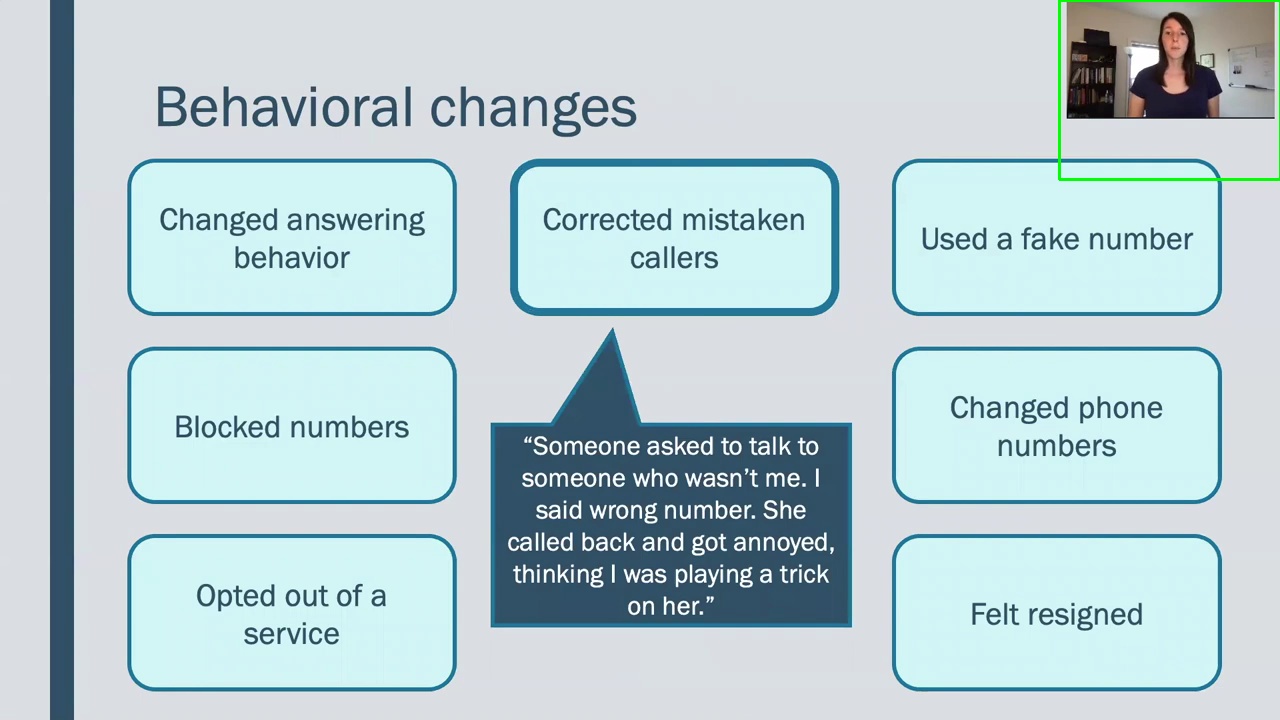 Behavioral changes
Changed answering
behavior
Corrected mistaken
callers
Used a fake number
Blocked numbers
“Someone asked to talk to
someone who wasn’t me. I
said wrong number. She
called back and got annoyed,
thinking I was playing a trick
on her.”
Changed phone
numbers
Opted out of a
service
Felt resigned